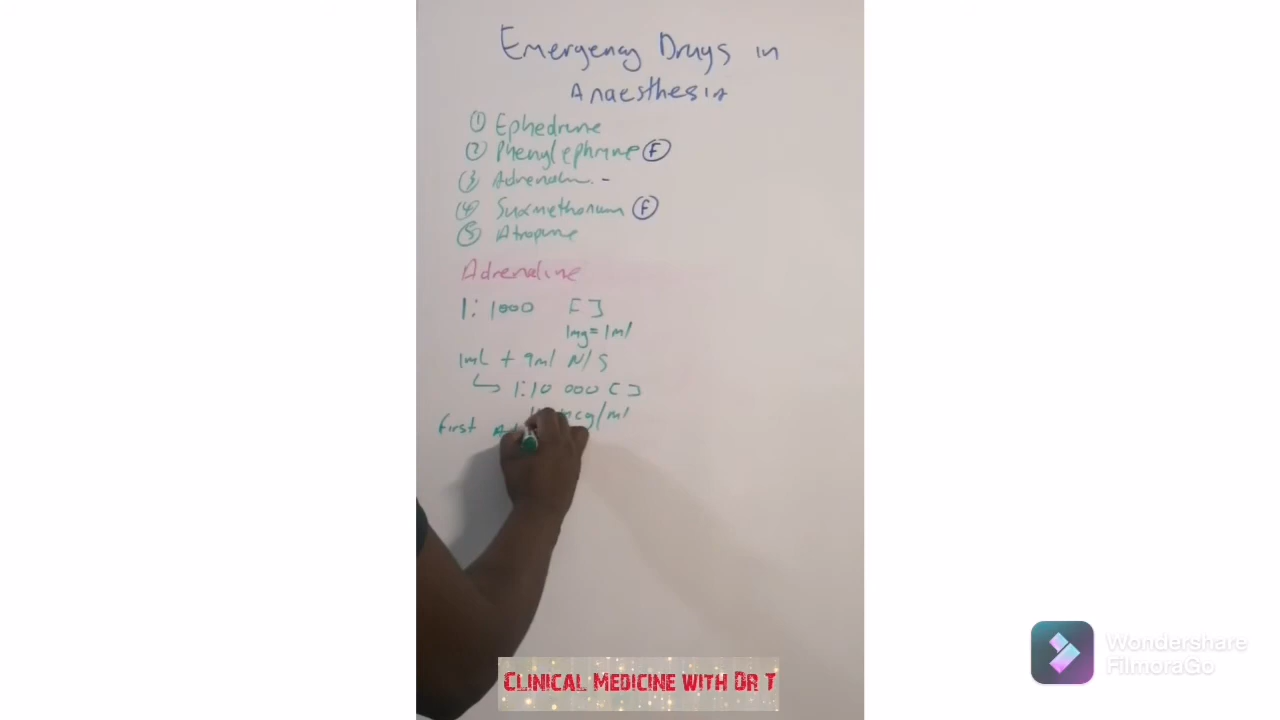 Emergency Drugs in
Anaesthesia
① Ephedrine
② Phenylephrine Ⓕ
③ Adrenalin. -
④ Suxmethonium Ⓕ
⑤ Atropine
Adrenaline
1: 1000 [ ]
1mg = 1ml
1mL + 9ml N/S
↳ 1:10 000 [ ]
mcg/ml
First
CLINICAL MEDICINE WITH DR T
Wondershare
FilmoraGo